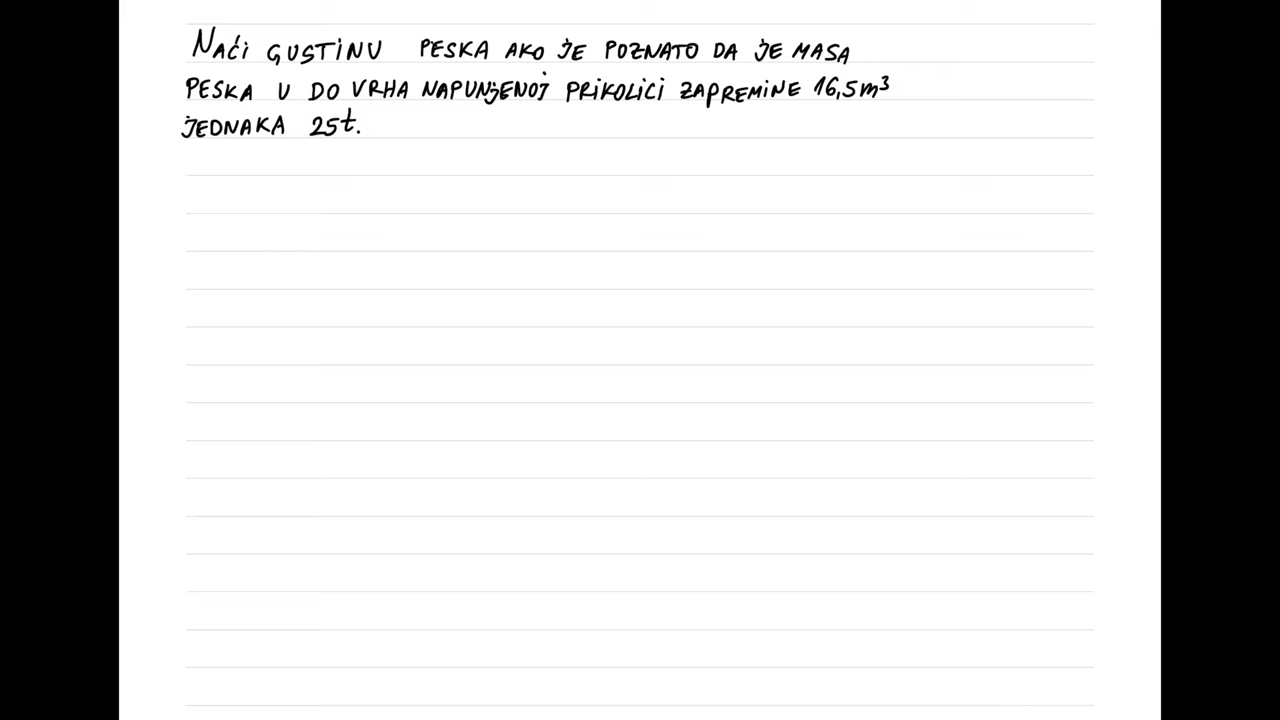 NAĆI GUSTINU PESKA AKO JE POZNATO DA JE MASA
PESKA U DO VRHA NAPUNJENOJ PRIKOLICI ZAPREMINE 16,5m³
JEDNAKA 25t.